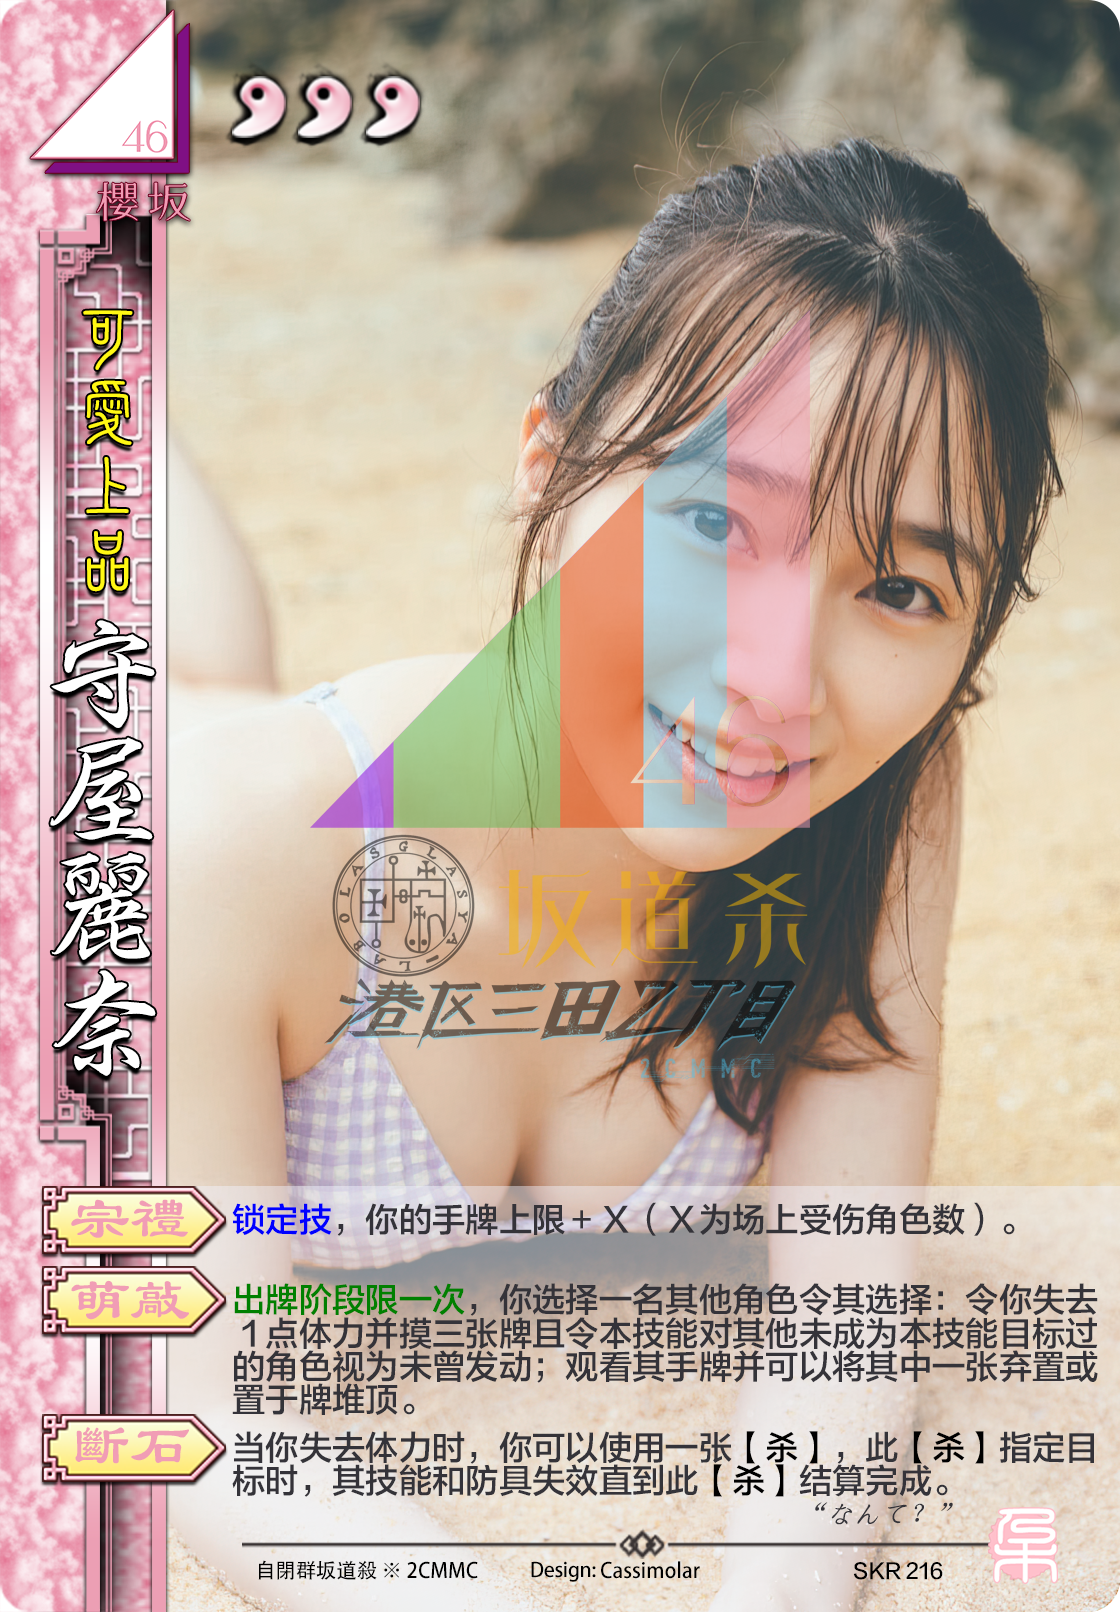 46
櫻坂
可愛上品
守屋麗奈
46
GLASYA-LABOLAS
坂道杀
港区三田2丁目
2CMMC
宗禮
锁定技，你的手牌上限＋X（X为场上受伤角色数）。
萌敲
出牌阶段限一次，你选择一名其他角色令其选择：令你失去
1点体力并摸三张牌且令本技能对其他未成为本技能目标过
的角色视为未曾发动；观看其手牌并可以将其中一张弃置或
置于牌堆顶。
斷石
当你失去体力时，你可以使用一张【杀】，此【杀】指定目
标时，其技能和防具失效直到此【杀】结算完成。
“なんて？”
自閉群坂道殺 ※ 2CMMC
Design: Cassimolar
SKR 216